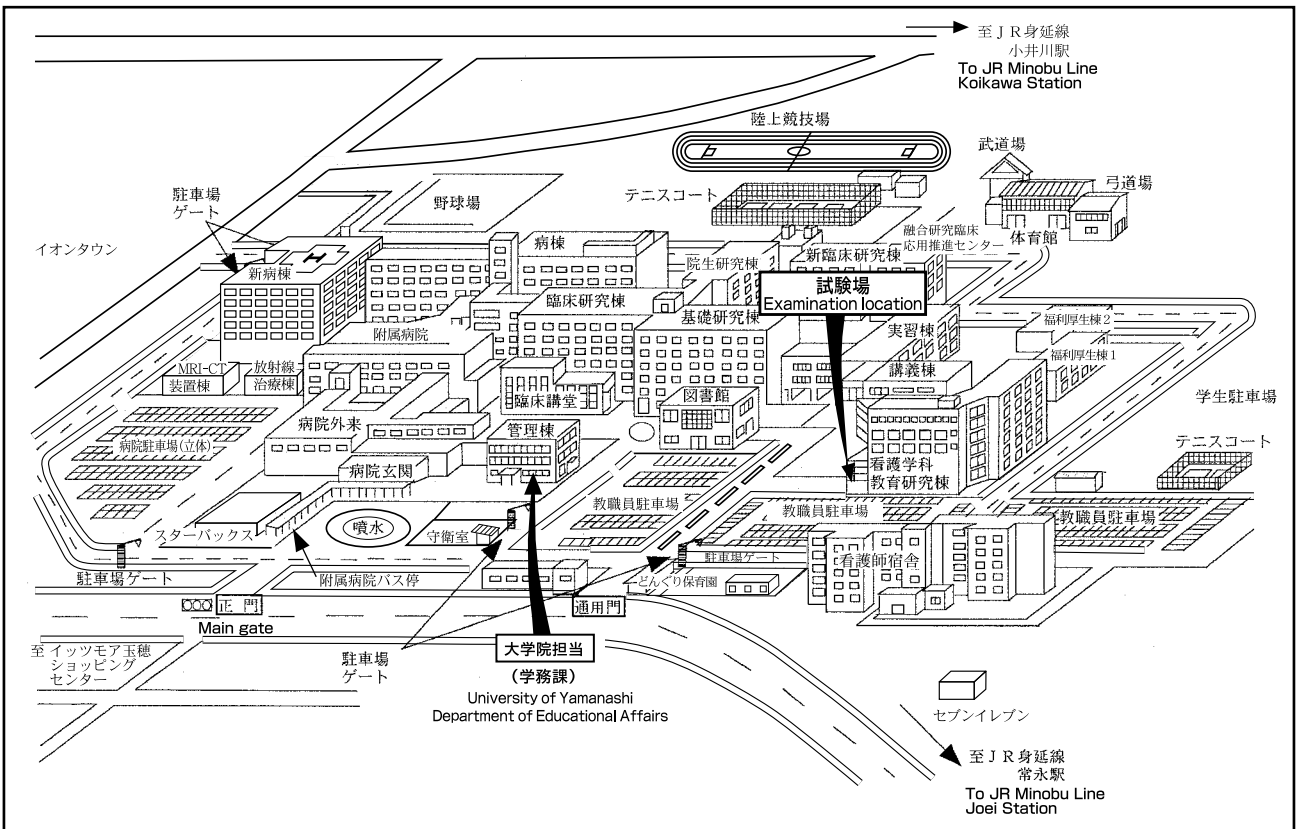 至JR身延線
小井川駅
To JR Minobu Line
Koikawa Station
陸上競技場
武道場
弓道場
駐車場
ゲート
野球場
テニスコート
イオンタウン
新病棟
病棟
院生研究棟
新臨床研究棟
融合研究臨床
応用推進センター
体育館
試験場
Examination location
臨床研究棟
基礎研究棟
実習棟
福利厚生棟2
附属病院
講義棟
福利厚生棟1
MRI-CT
装置棟
放射線
治療棟
臨床講堂
図書館
学生駐車場
病院外来
管理棟
テニスコート
病院駐車場(立体)
病院玄関
看護学科
教育研究棟
教職員駐車場
教職員駐車場
教職員駐車場
スターバックス
噴水
守衛室
駐車場ゲート
看護師宿舎
駐車場ゲート
附属病院バス停
どんぐり保育園
正門
Main gate
通用門
至イッツモア玉穂
ショッピング
センター
駐車場
ゲート
大学院担当
(学務課)
University of Yamanashi
Department of Educational Affairs
セブンイレブン
至JR身延線
常永駅
To JR Minobu Line
Joei Station